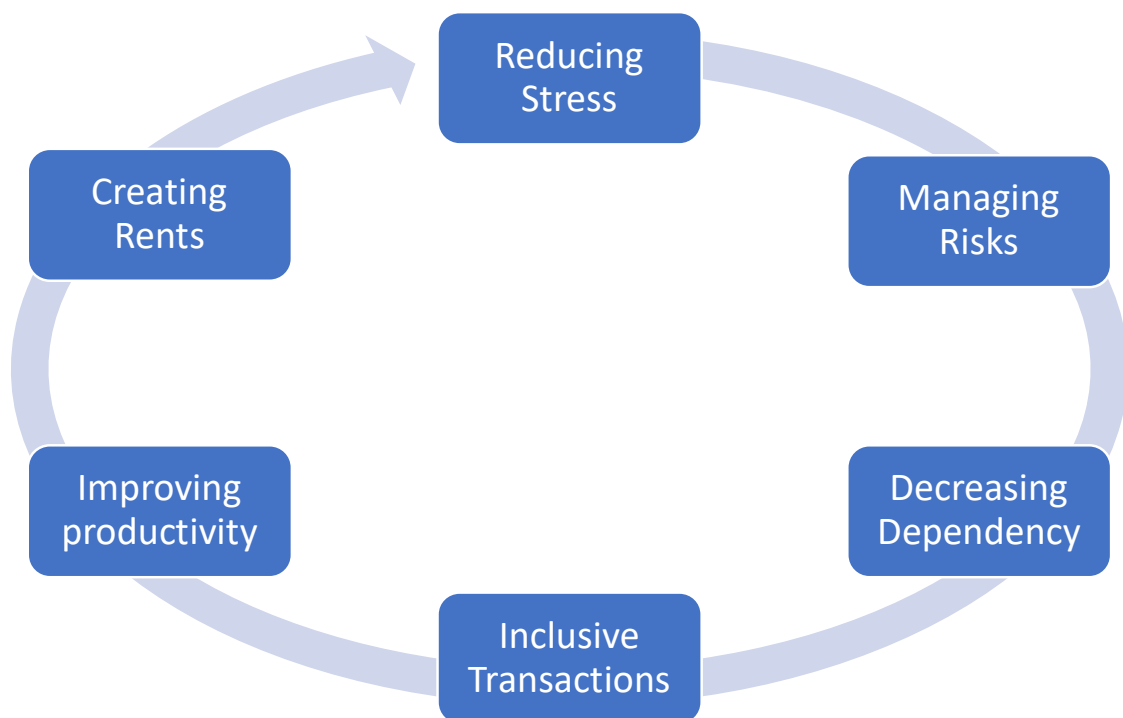 Reducing
Stress
Managing
Risks
Decreasing
Dependency
Inclusive
Transactions
Improving
productivity
Creating
Rents